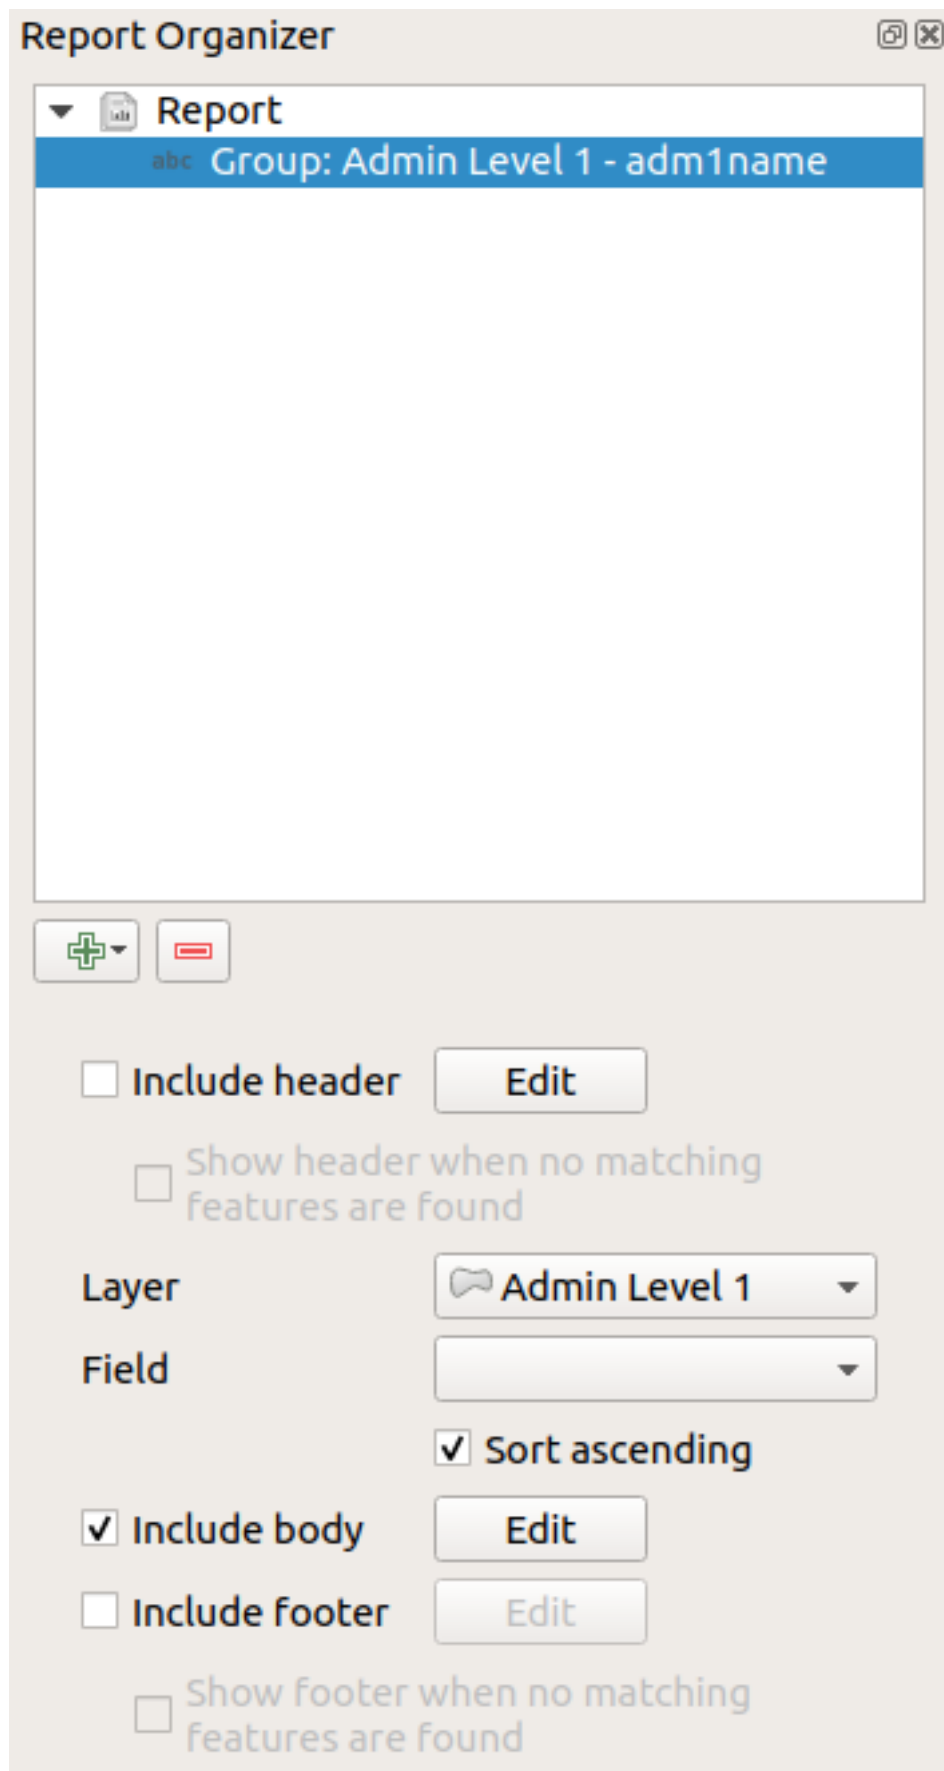 Report Organizer
Report
abc Group: Admin Level 1 - adm1name
Include header Edit
Show header when no matching
features are found
Layer Admin Level 1
Field
Sort ascending
Include body Edit
Include footer Edit
Show footer when no matching
features are found